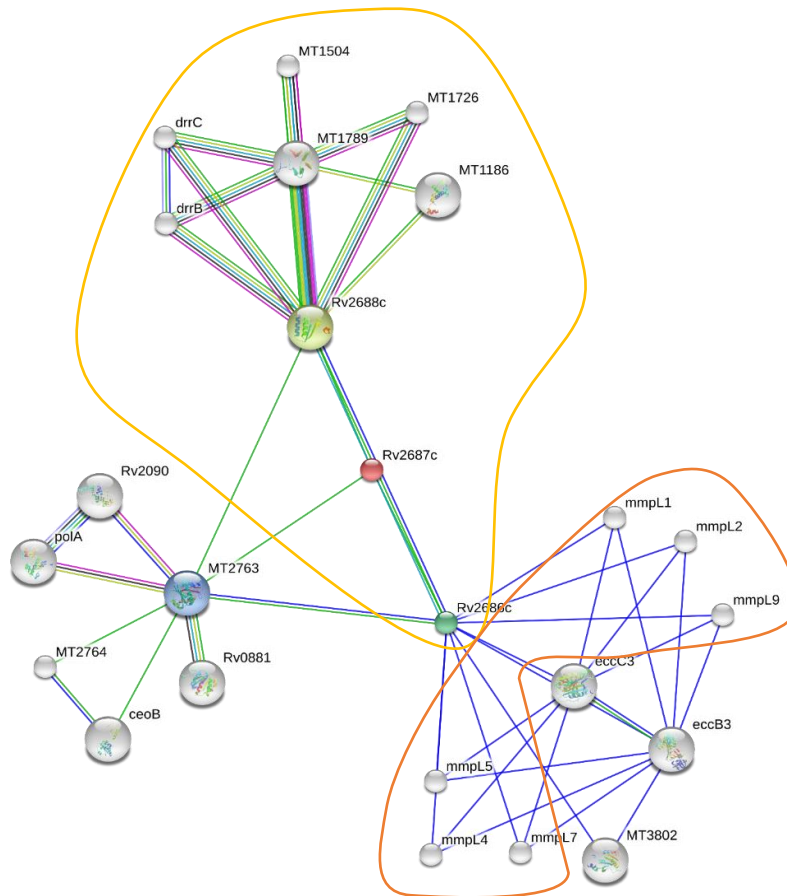 MT1504
MT1726
drrC
MT1789
MT1186
drrB
Rv2688c
Rv2687c
Rv2090
mmpL1
mmpL2
polA
MT2763
mmpL9
Rv2686c
MT2764
Rv0881
eccC3
ceoB
eccB3
mmpL5
mmpL4
mmpL7
MT3802